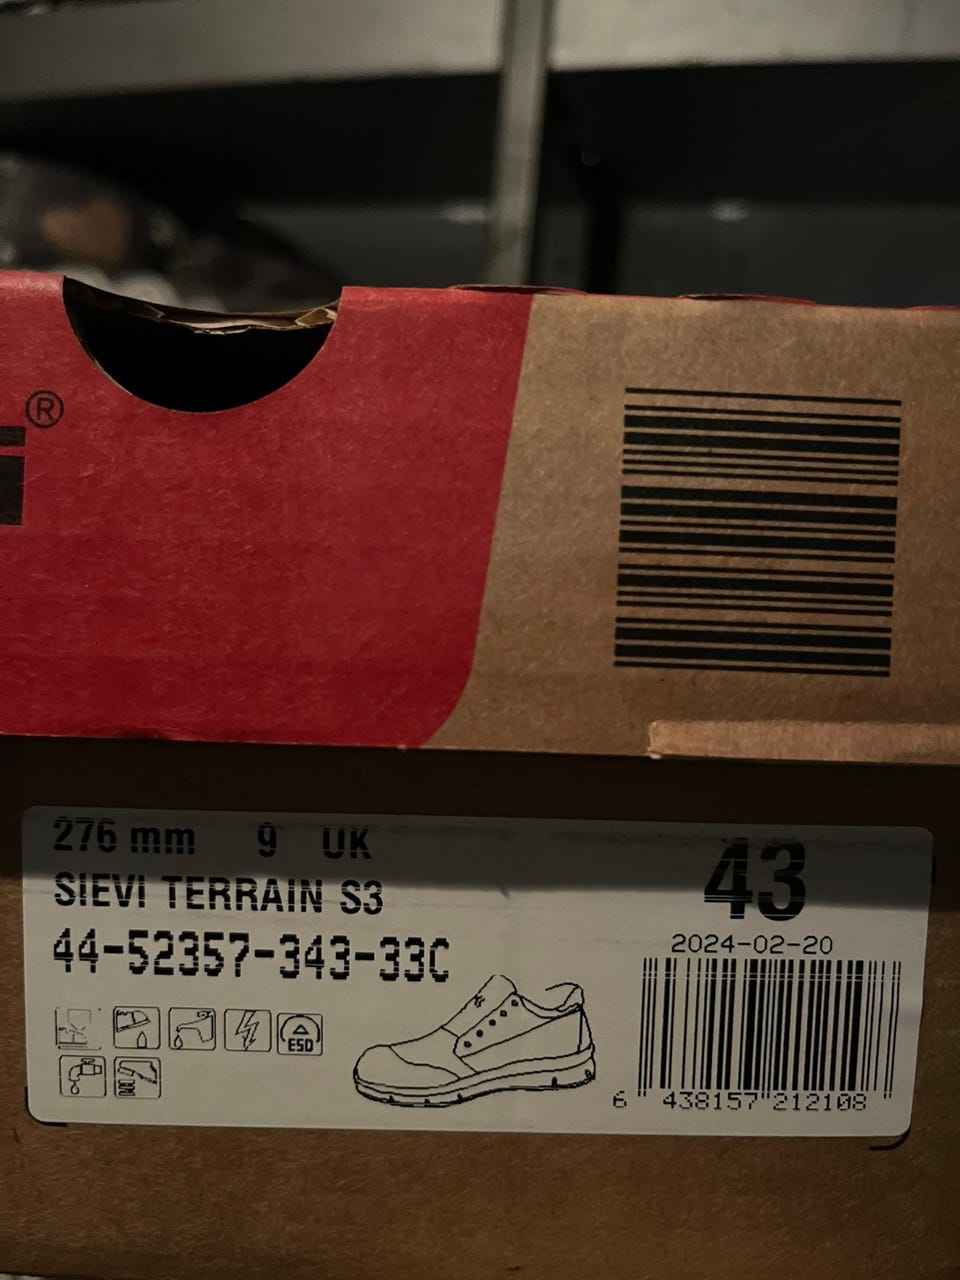 i®
276 mm 9 UK
SIEVI TERRAIN S3
44-52357-343-33C
43
2024-02-20
ESD
6 438157 212108